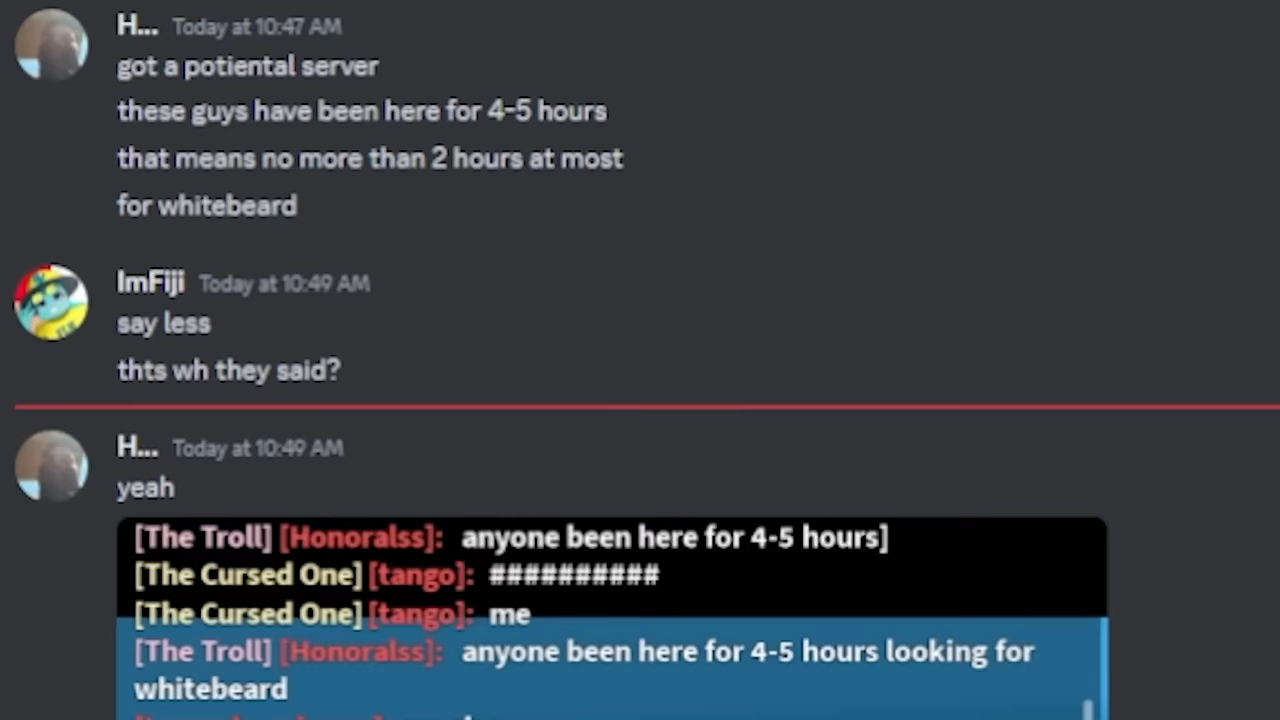 H... Today at 10:47 AM
got a potiental server
these guys have been here for 4-5 hours
that means no more than 2 hours at most
for whitebeard
ImFiji Today at 10:49 AM
say less
thts wh they said?
H... Today at 10:49 AM
yeah
[The Troll] [Honoralss]: anyone been here for 4-5 hours]
[The Cursed One] [tango]: ##########
[The Cursed One] [tango]: me
[The Troll] [Honoralss]: anyone been here for 4-5 hours looking for
whitebeard